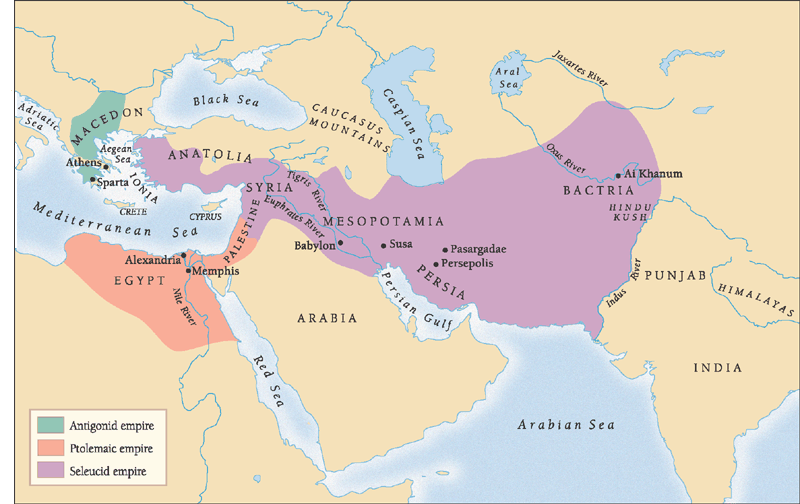 Jaxartes River
Aral
Sea
Black Sea
CAUCASUS
MOUNTAINS
Caspian Sea
Adriatic
Sea
MACEDON
Aegean
Sea
Athens
Sparta
IONIA
ANATOLIA
CRETE
CYPRUS
Mediterranean Sea
SYRIA
Tigris River
Euphrates River
MESOPOTAMIA
PALESTINE
Babylon
Susa
Pasargadae
Persepolis
PERSIA
Persian Gulf
Oxus River
Ai Khanum
BACTRIA
HINDU
KUSH
PUNJAB
Indus River
HIMALAYAS
INDIA
Alexandria
Memphis
EGYPT
Nile River
ARABIA
Red Sea
Arabian Sea
Antigonid empire
Ptolemaic empire
Seleucid empire